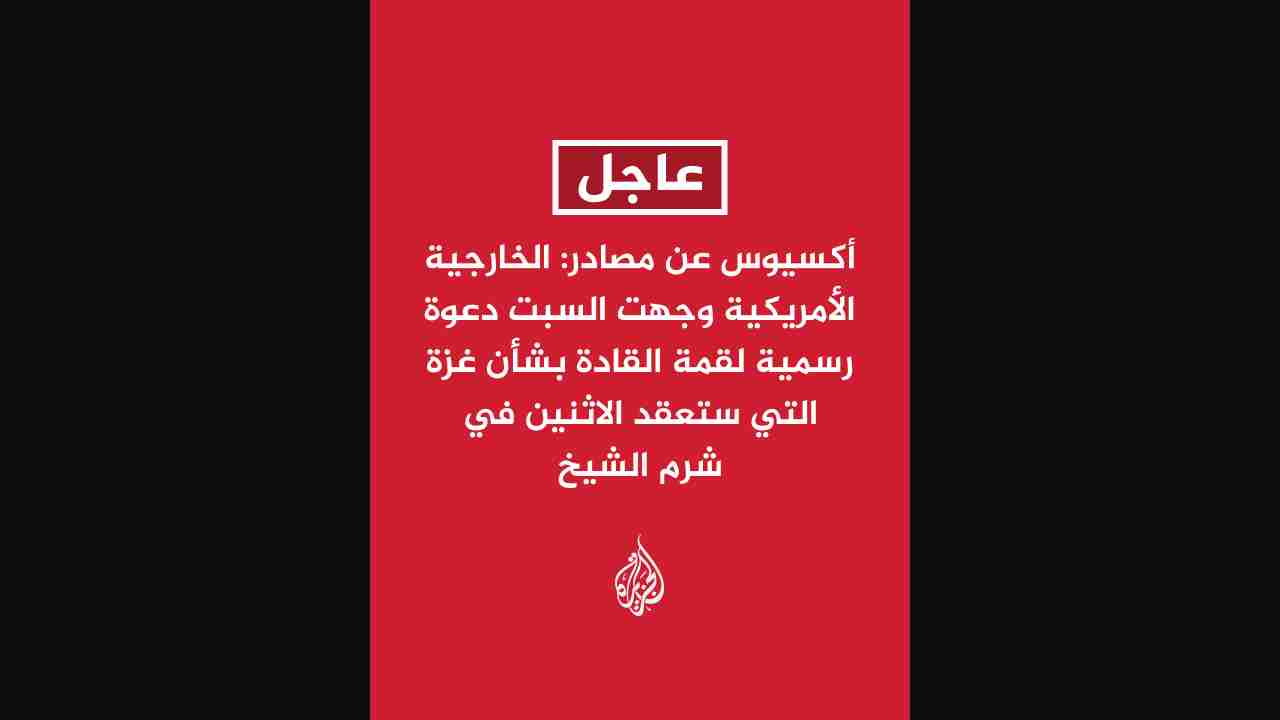 عاجل
أكسيوس عن مصادر: الخارجية
الأمريكية وجهت السبت دعوة
رسمية لقمة القادة بشأن غزة
التي ستعقد الاثنين في
شرم الشيخ
الجزيرة